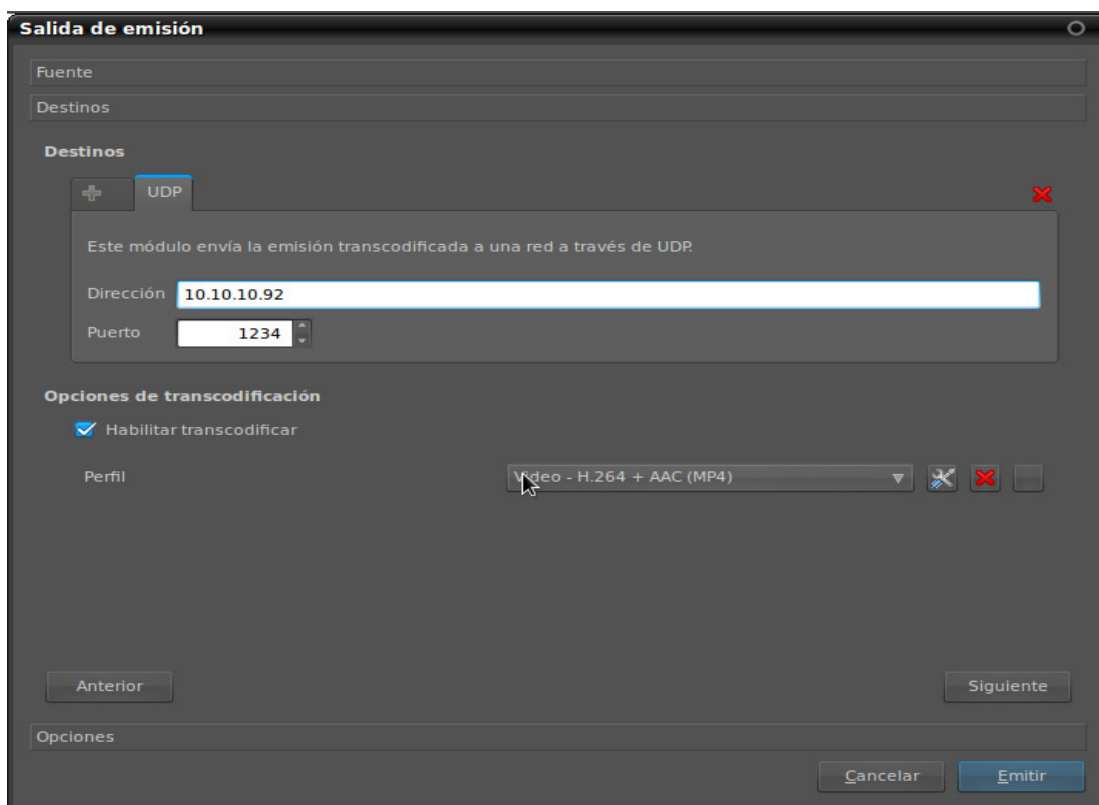 Salida de emisión
Fuente
Destinos
Destinos
UDP
Este módulo envía la emisión transcodificada a una red a través de UDP.
Dirección 10.10.10.92
Puerto 1234
Opciones de transcodificación
Habilitar transcodificar
Perfil Video - H.264 + AAC (MP4)
Anterior Siguiente
Opciones
Cancelar Emitir